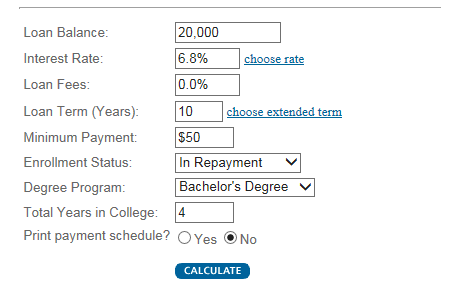 Loan Balance: 20,000
Interest Rate: 6.8% choose rate
Loan Fees: 0.0%
Loan Term (Years): 10 choose extended term
Minimum Payment: $50
Enrollment Status: In Repayment
Degree Program: Bachelor's Degree
Total Years in College: 4
Print payment schedule? Yes No
CALCULATE